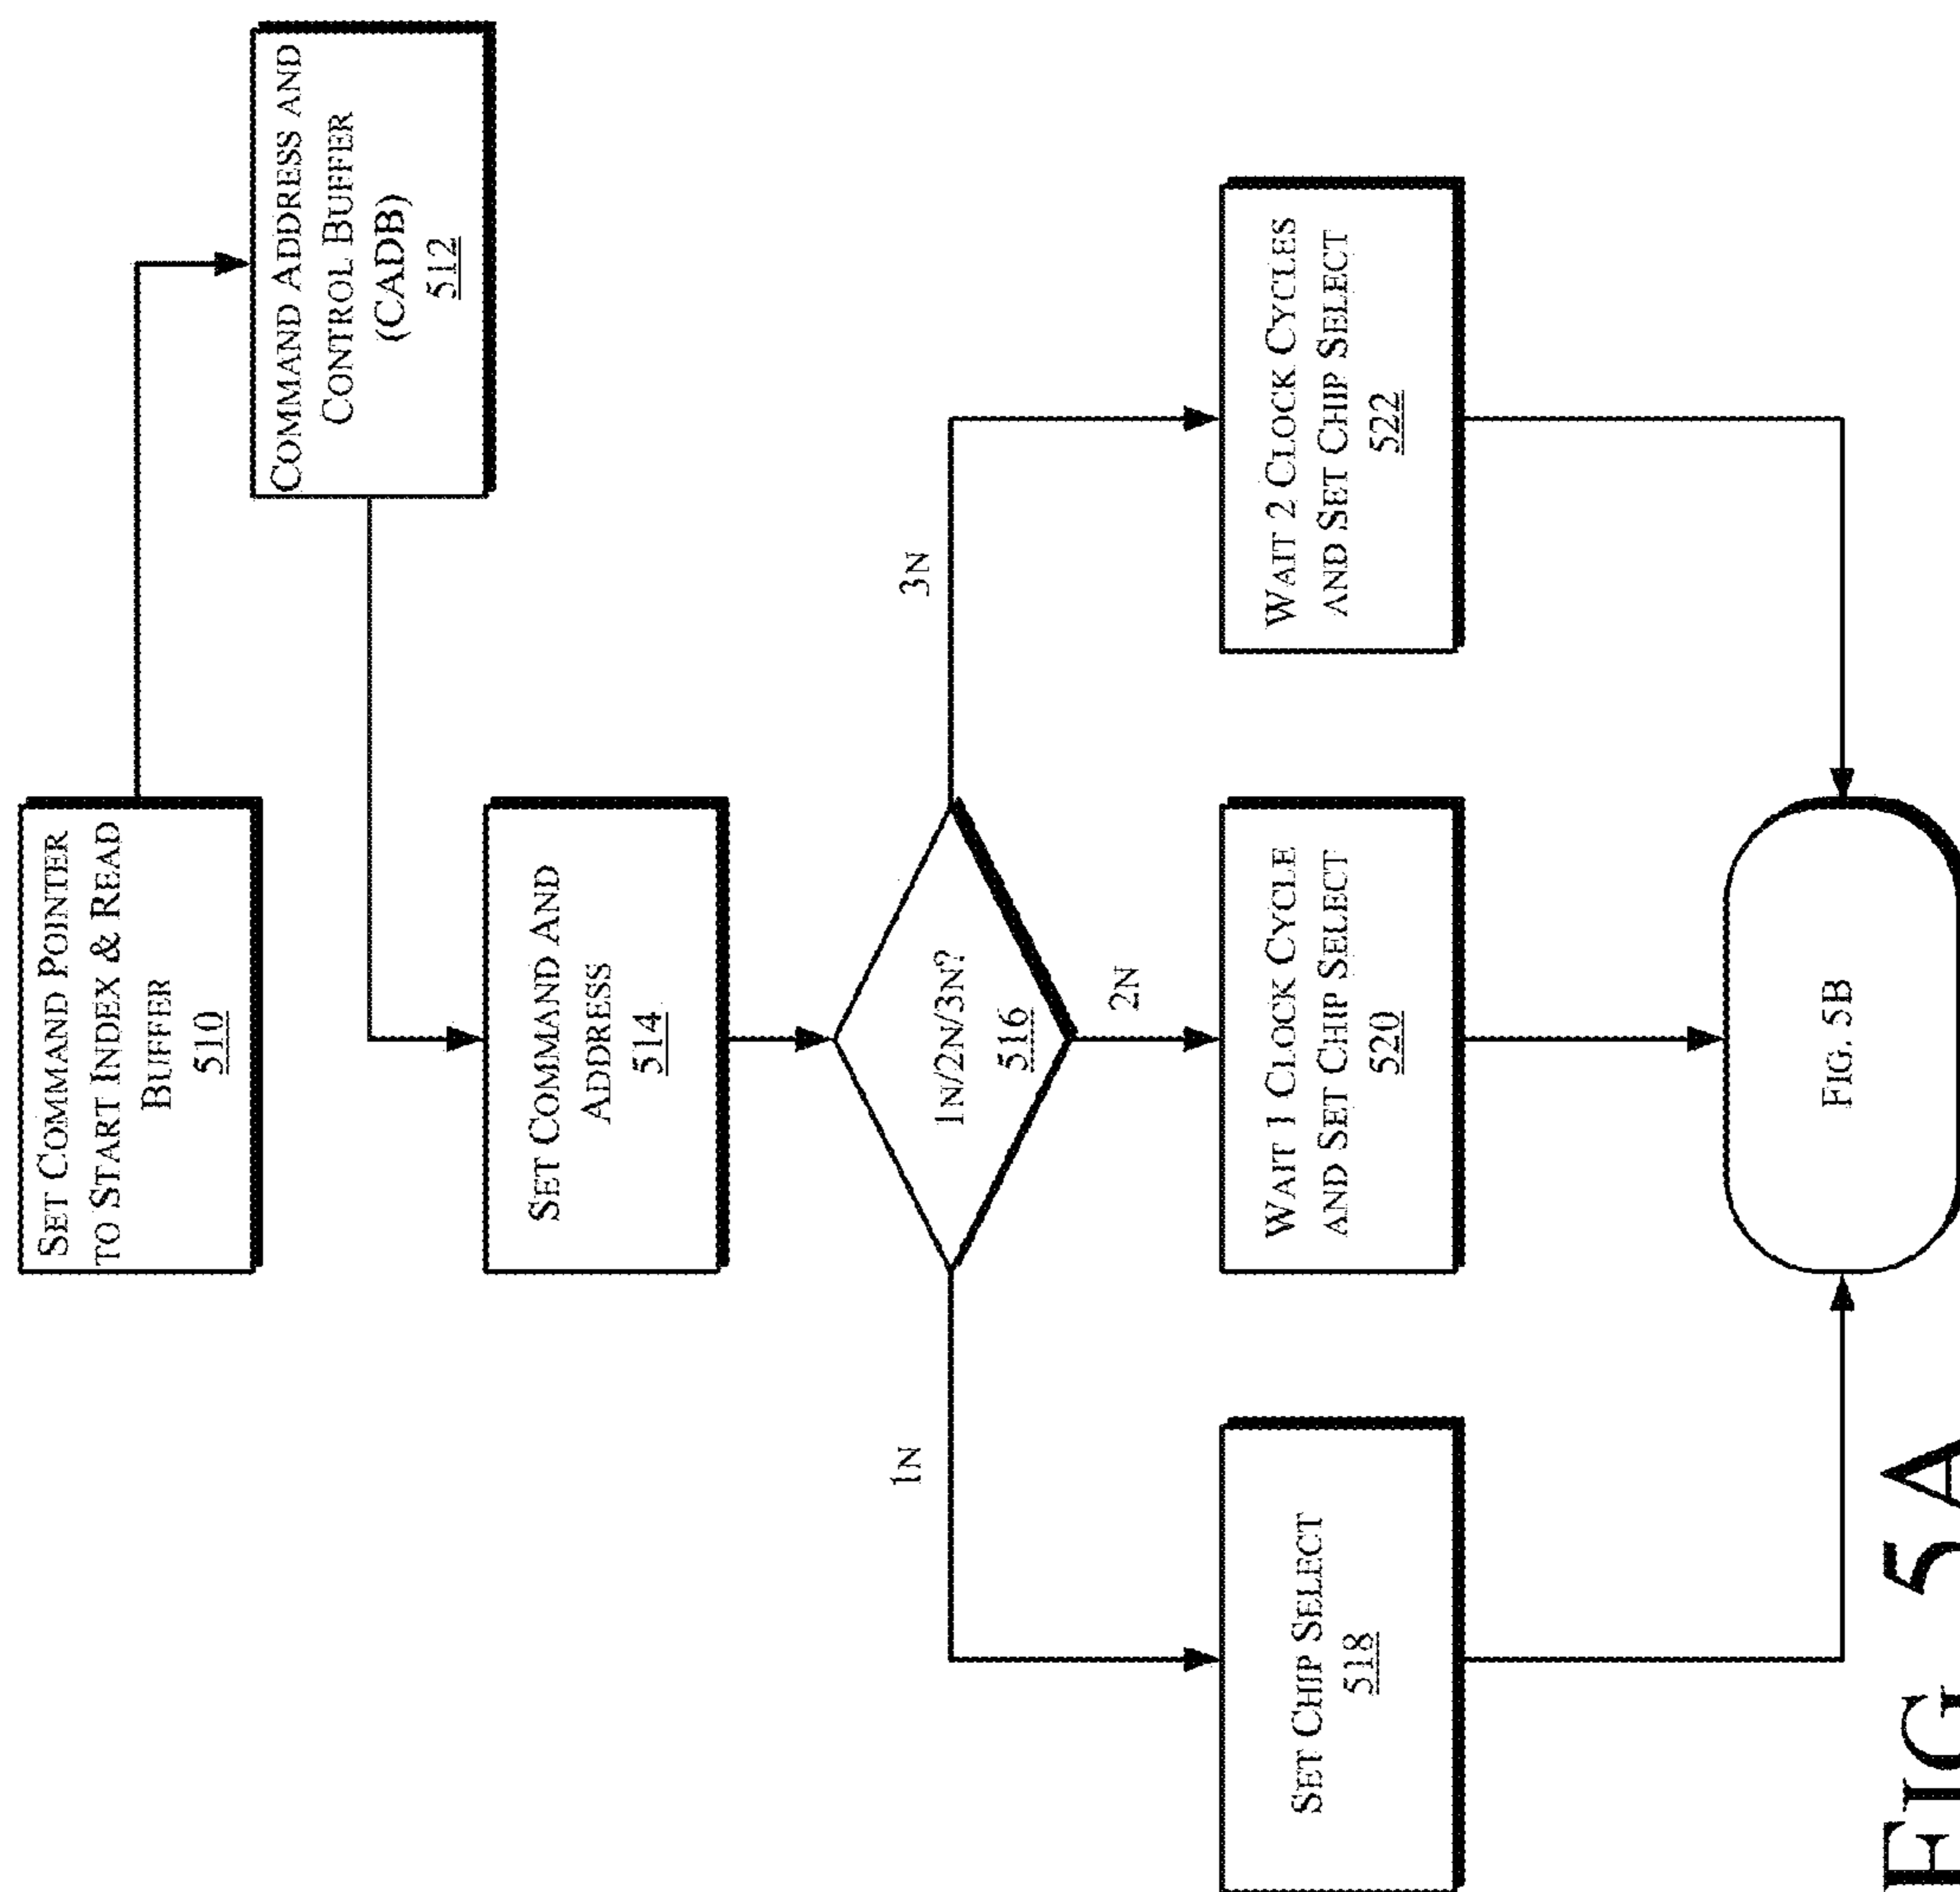 SET COMMAND POINTER
TO START INDEX & READ
BUFFER
510
COMMAND ADDRESS AND
CONTROL BUFFER
(CADB)
512
SET COMMAND AND
ADDRESS
514
1N/2N/3N?
516
1N
2N
3N
SET CHIP SELECT
518
WAIT 1 CLOCK CYCLE
AND SET CHIP SELECT
520
WAIT 2 CLOCK CYCLES
AND SET CHIP SELECT
522
FIG. 5B
FIG. 5A